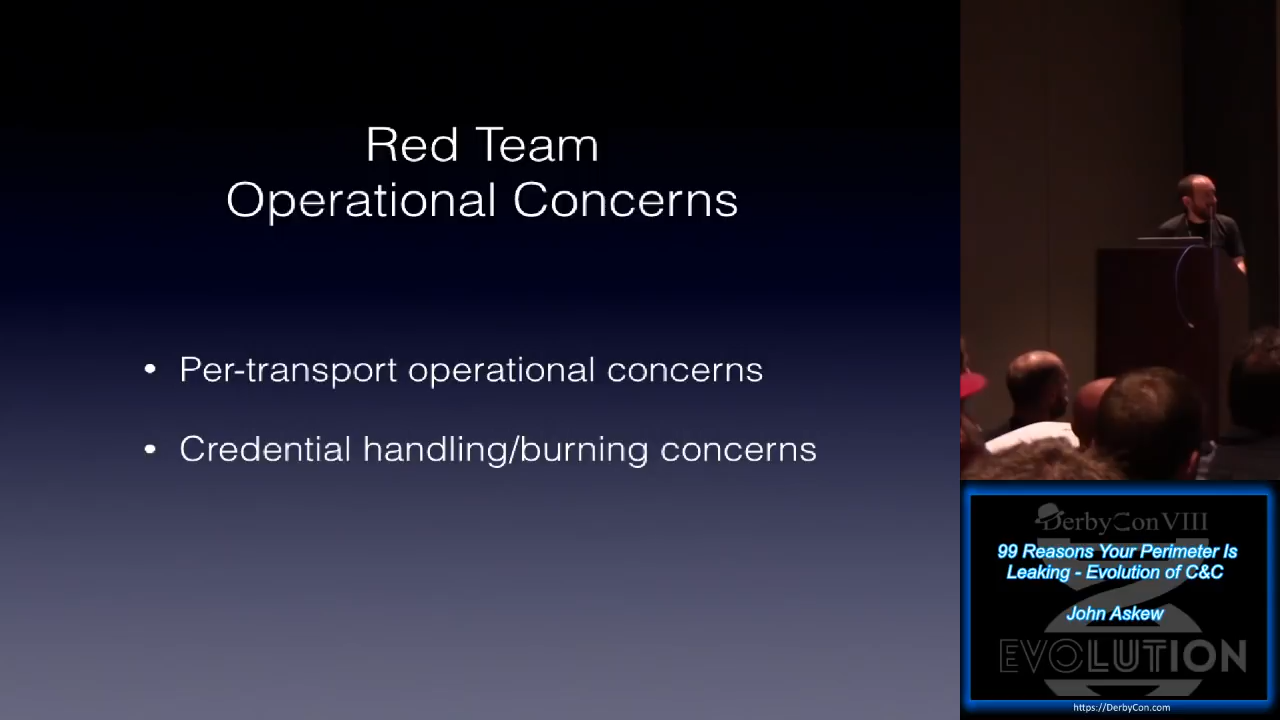 Red Team
Operational Concerns
• Per-transport operational concerns
• Credential handling/burning concerns
DerbyCon VIII
99 Reasons Your Perimeter Is
Leaking - Evolution of C&C
John Askew
EVOLUTION
https://DerbyCon.com